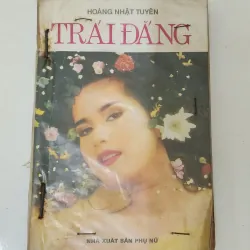 HOÀNG NHẬT TUYÊN
TRÁI ĐẮNG
NHÀ XUẤT BẢN PHỤ NỮ